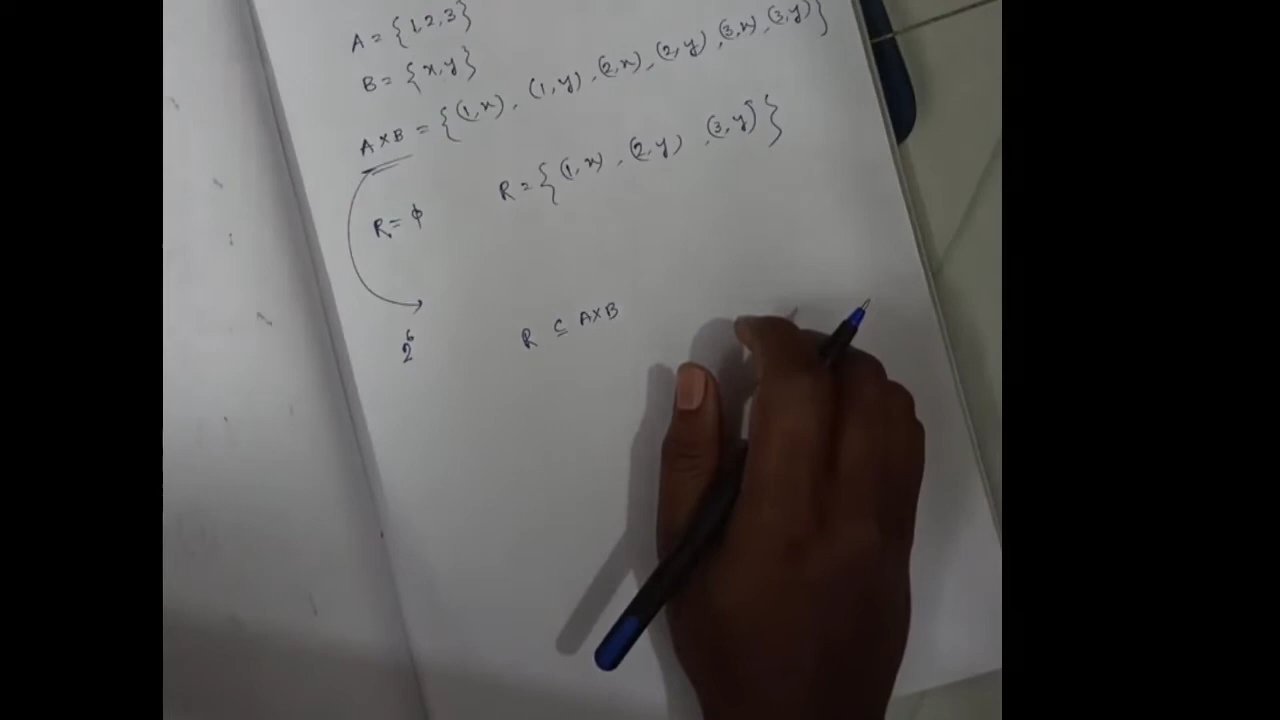 A = {1,2,3}
B = {x,y}
A×B = {(1,x), (1,y), (2,x), (2,y), (3,x), (3,y)}
R = {(1,x), (2,y), (3,y)}
R = ϕ
2⁶
R ⊆ A×B